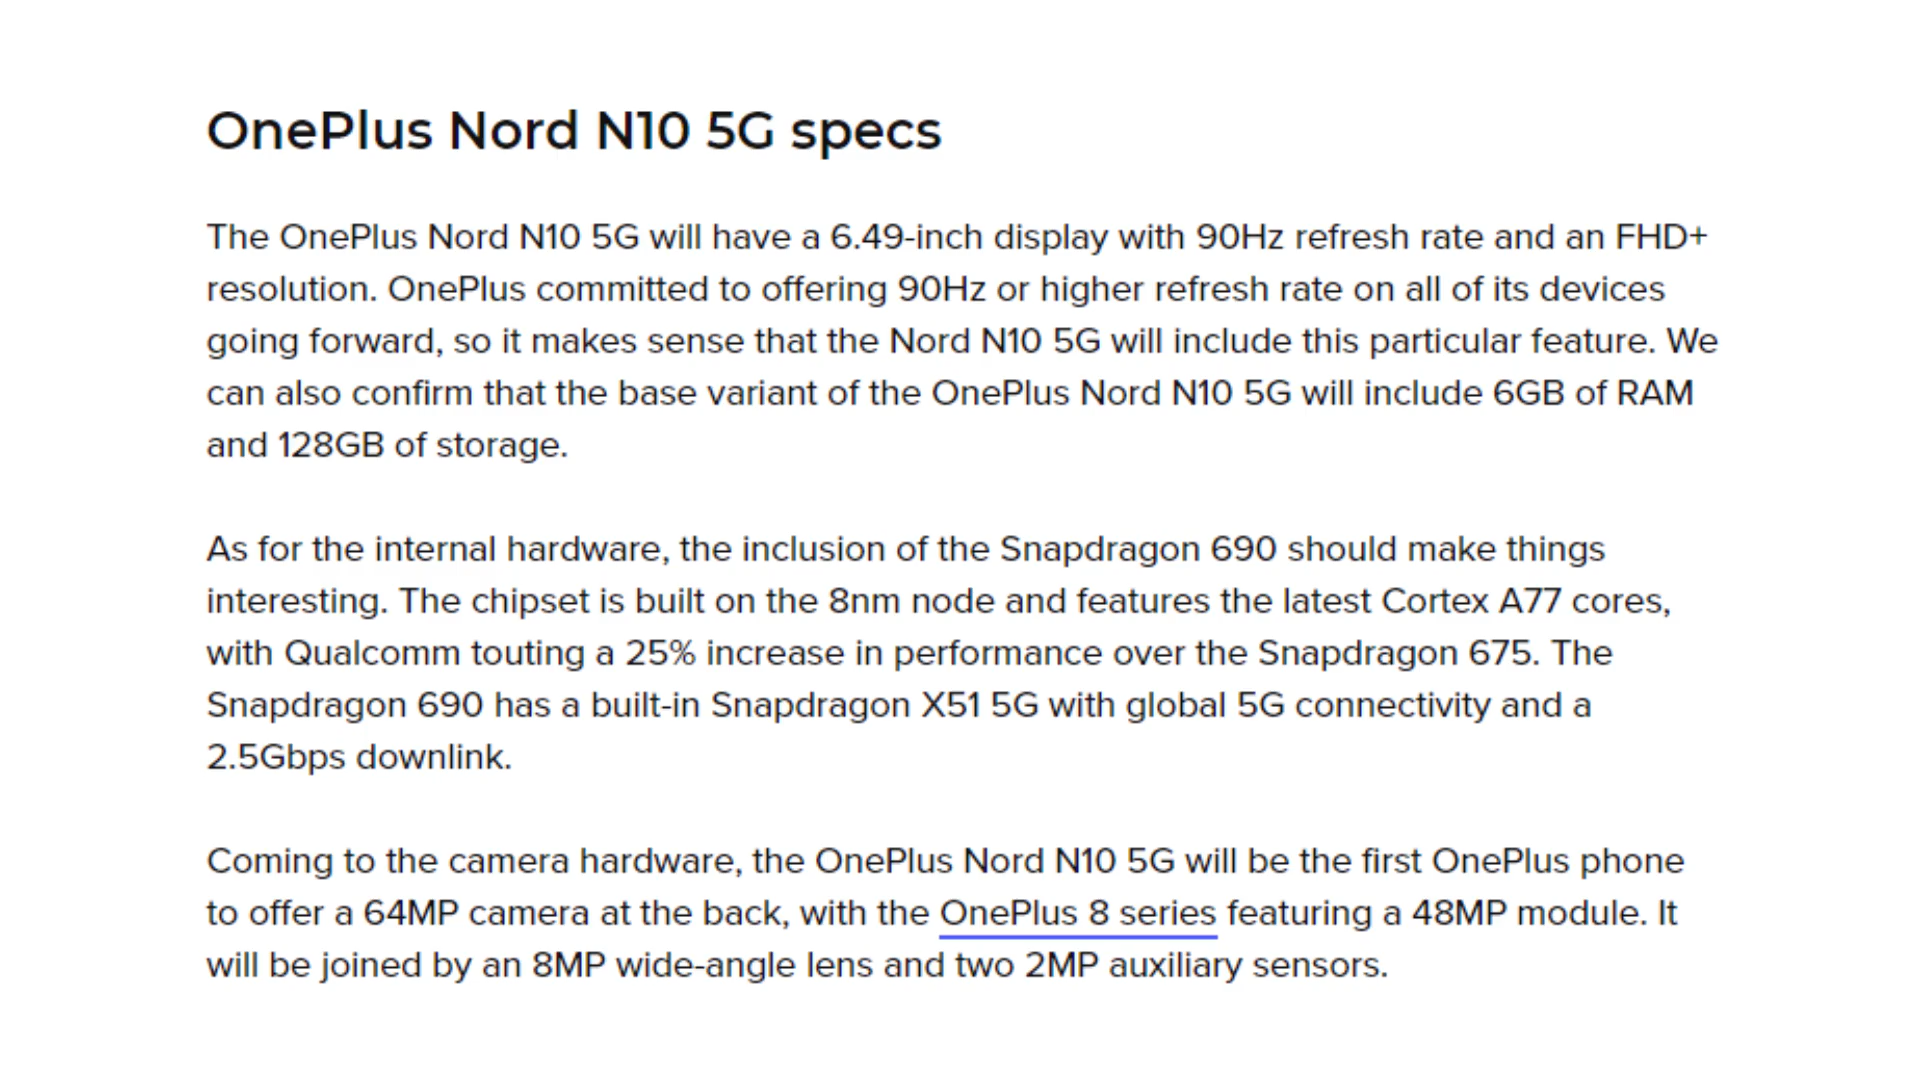 OnePlus Nord N10 5G specs
The OnePlus Nord N10 5G will have a 6.49-inch display with 90Hz refresh rate and an FHD+
resolution. OnePlus committed to offering 90Hz or higher refresh rate on all of its devices
going forward, so it makes sense that the Nord N10 5G will include this particular feature. We
can also confirm that the base variant of the OnePlus Nord N10 5G will include 6GB of RAM
and 128GB of storage.
As for the internal hardware, the inclusion of the Snapdragon 690 should make things
interesting. The chipset is built on the 8nm node and features the latest Cortex A77 cores,
with Qualcomm touting a 25% increase in performance over the Snapdragon 675. The
Snapdragon 690 has a built-in Snapdragon X51 5G with global 5G connectivity and a
2.5Gbps downlink.
Coming to the camera hardware, the OnePlus Nord N10 5G will be the first OnePlus phone
to offer a 64MP camera at the back, with the OnePlus 8 series featuring a 48MP module. It
will be joined by an 8MP wide-angle lens and two 2MP auxiliary sensors.